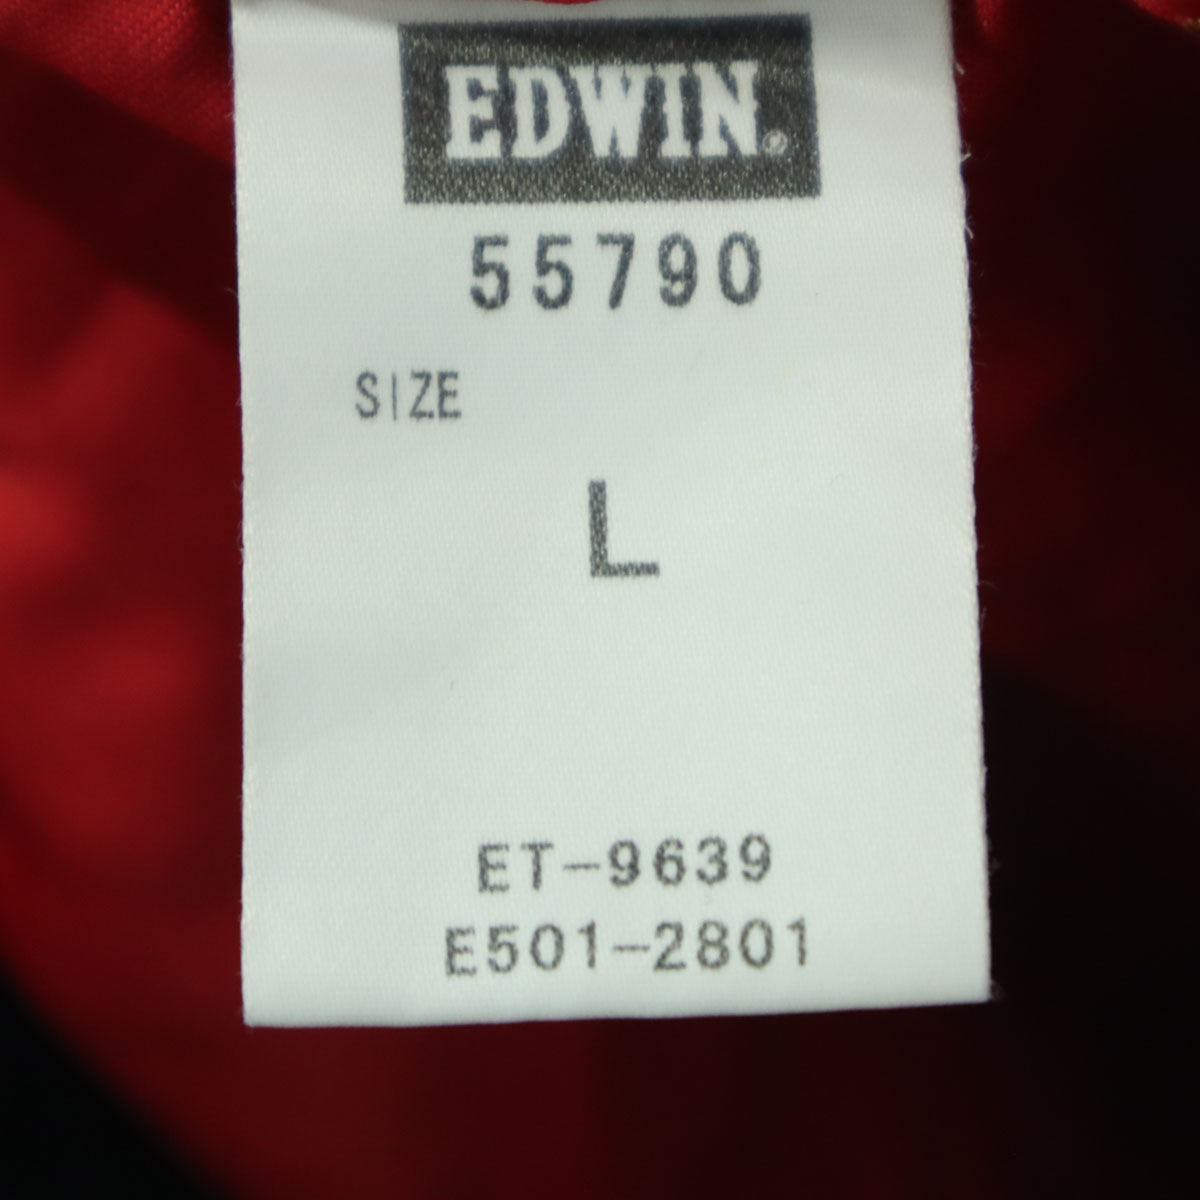 EDWIN®
55790
SIZE
L
ET-9639
E501-2801